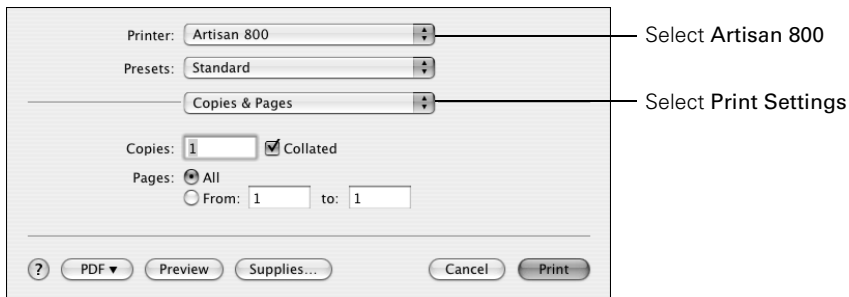 Printer: Artisan 800 Select Artisan 800
Presets: Standard
Copies & Pages Select Print Settings
Copies: 1 Collated
Pages: All
From: 1 to: 1
? PDF▼ Preview Supplies... Cancel Print